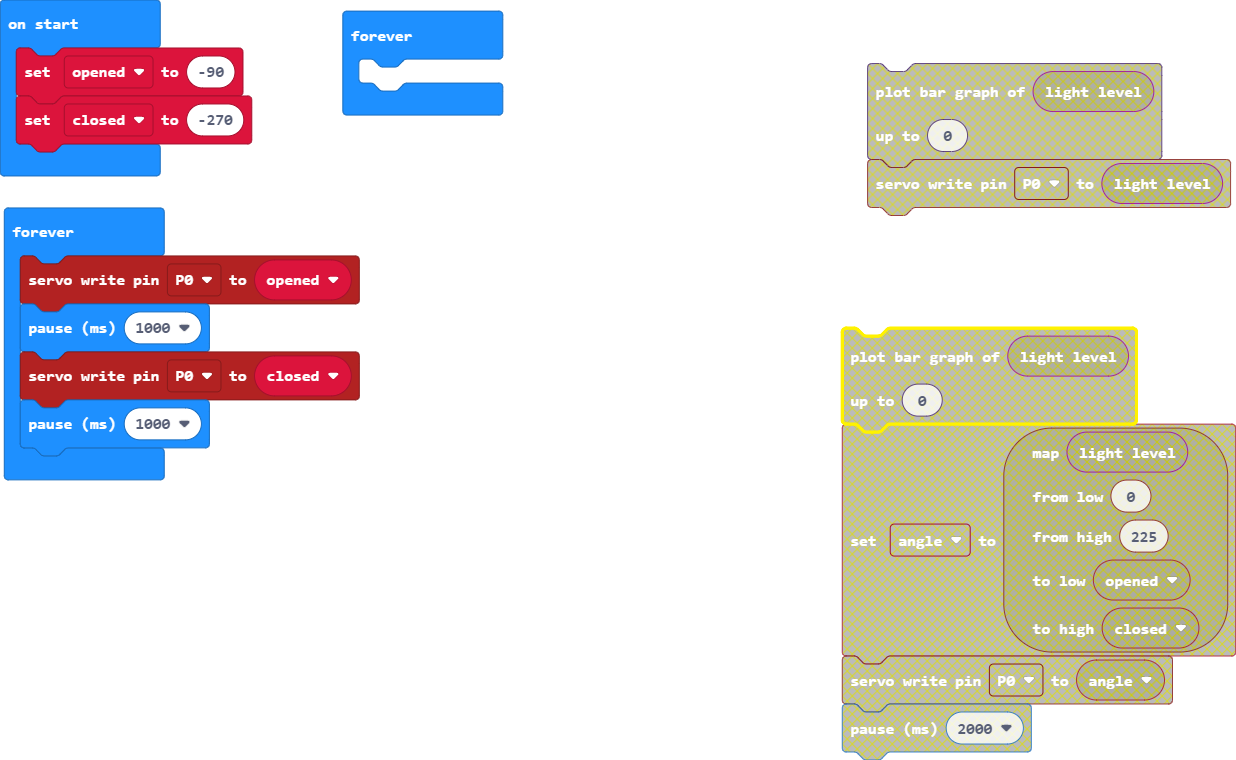 on start
set opened to -90
set closed to -270
forever
servo write pin P0 to opened
pause (ms) 1000
servo write pin P0 to closed
pause (ms) 1000
forever
plot bar graph of light level
up to 0
servo write pin P0 to light level
plot bar graph of light level
up to 0
set angle to
map light level
from low 0
from high 225
to low opened
to high closed
servo write pin P0 to angle
pause (ms) 2000